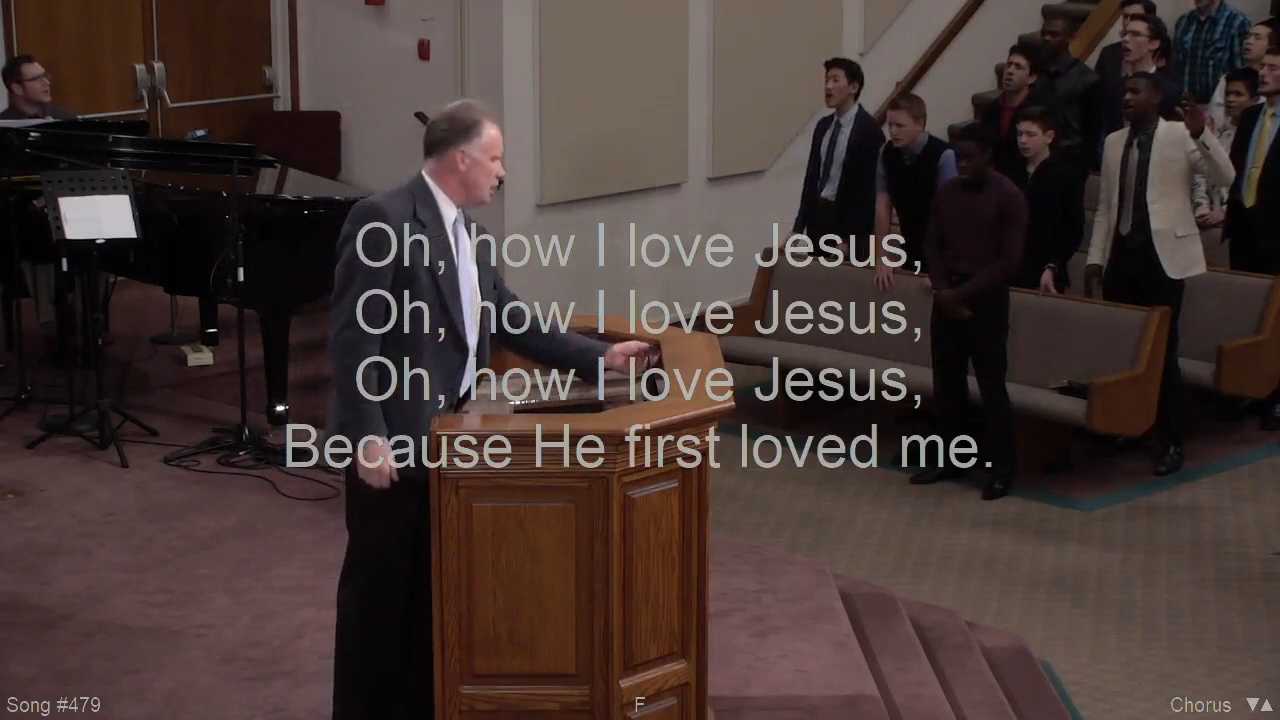 Oh, how I love Jesus,
Oh, how I love Jesus,
Oh, how I love Jesus,
Because He first loved me.
Song #479
F
Chorus ▼▲